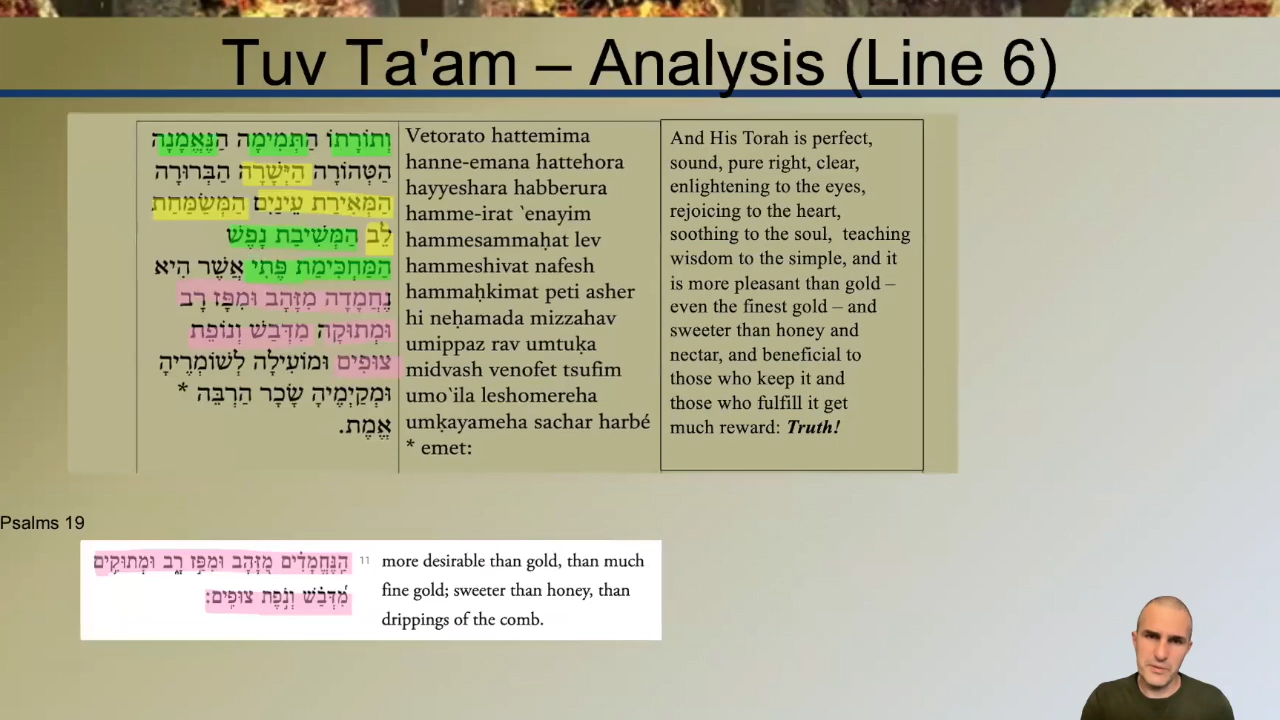 Tuv Ta'am – Analysis (Line 6)
וְתוֹרָתוֹ הַתְּמִימָה הַנֶּאֱמָנָה
הַטְּהוֹרָה הַיְּשָׁרָה הַבְּרוּרָה
הַמְּאִירַת עֵינַיִם הַמְּשַׂמַּחַת
לֵב הַמְּשִׁיבַת נָפֶשׁ
הַמַּחְכִּימַת פֶּתִי אֲשֶׁר הִיא
נֶחֱמָדָה מִזָּהָב וּמִפָּז רָב
וּמְתוּקָה מִדְּבַשׁ וְנוֹפֶת
צוּפִים וּמוֹעִילָה לְשׁוֹמְרֶיהָ
וּמְקַיְּמֶיהָ שָׂכָר הַרְבֵּה *
אֱמֶת.
Vetorato hattemima
hanne-emana hattehora
hayyeshara habberura
hamme-irat `enayim
hammesammaḥat lev
hammeshivat nafesh
hammaḥkimat peti asher
hi neḥamada mizzahav
umippaz rav umtuḳa
midvash venofet tsufim
umo`ila leshomereha
umḳayameha sachar harbé
* emet:
And His Torah is perfect,
sound, pure right, clear,
enlightening to the eyes,
rejoicing to the heart,
soothing to the soul, teaching
wisdom to the simple, and it
is more pleasant than gold –
even the finest gold – and
sweeter than honey and
nectar, and beneficial to
those who keep it and
those who fulfill it get
much reward: Truth!
Psalms 19
הַֽנֶּחֱמָדִ֗ים מִ֭זָּהָב וּמִפַּ֣ז רָ֑ב וּמְתוּקִ֥ים
מִ֝דְּבַ֗שׁ וְנֹ֣פֶת צוּפִֽים׃
11
more desirable than gold, than much
fine gold; sweeter than honey, than
drippings of the comb.